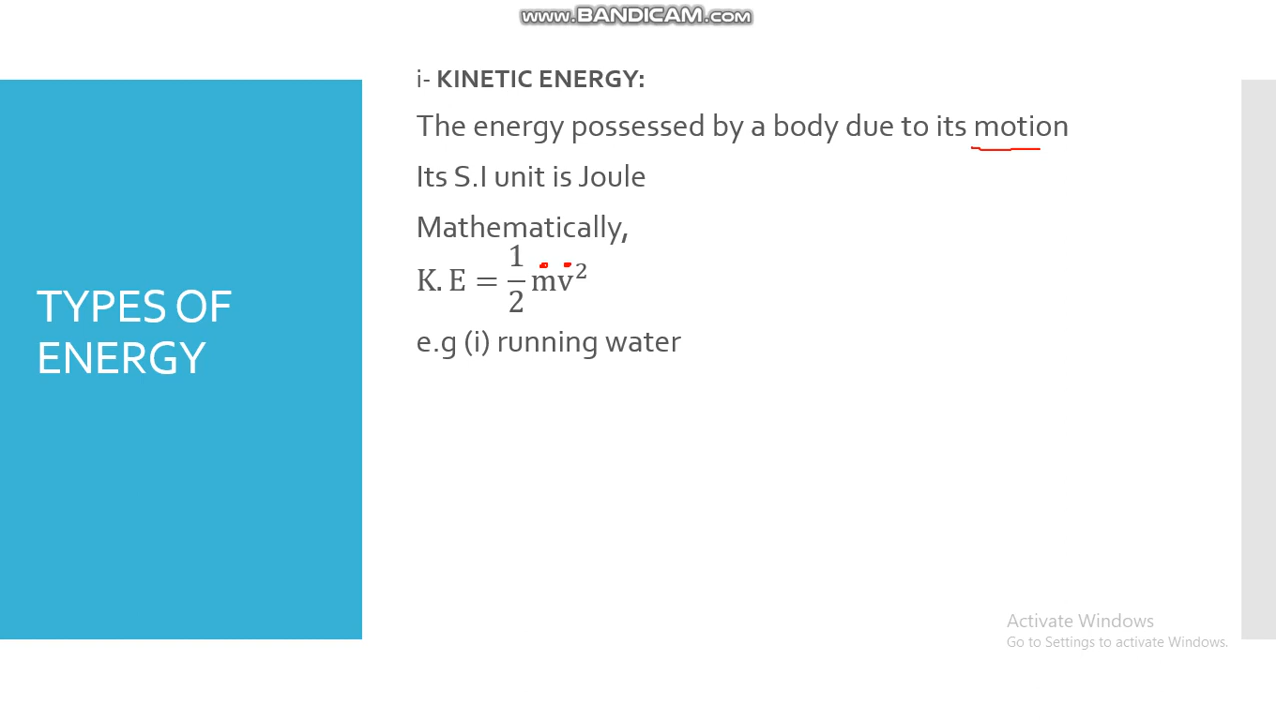 www.BANDICAM.com
i- KINETIC ENERGY:
The energy possessed by a body due to its motion
Its S.I unit is Joule
Mathematically,
K. E = 1/2 mv²
e.g (i) running water
TYPES OF
ENERGY
Activate Windows
Go to Settings to activate Windows.